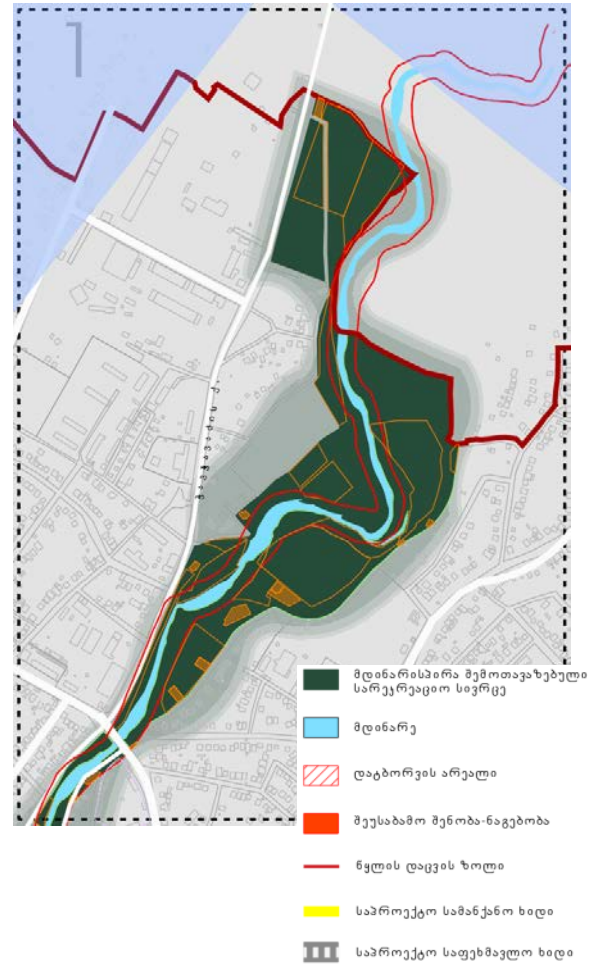 1
მდინარისპირა შემოთავაზებული
სარეკრეაციო სივრცე
მდინარე
დატბორვის არეალი
შეუსაბამო შენობა-ნაგებობა
წყლის დაცვის ზოლი
საპროექტო სამანქანო ხიდი
საპროექტო საფეხმავლო ხიდი